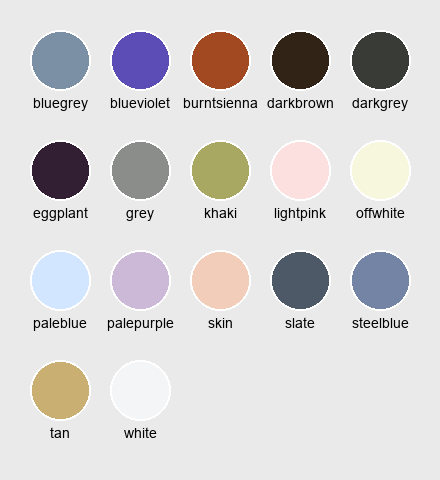 bluegrey blueviolet burntsienna darkbrown darkgrey
eggplant grey khaki lightpink offwhite
paleblue palepurple skin slate steelblue
tan white